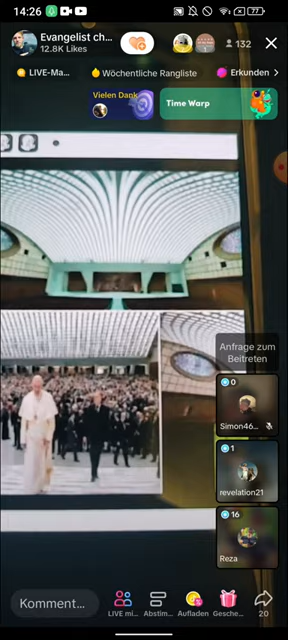 14:26
77
Evangelist ch...
12.8K Likes
132
LIVE-Ma...
Wöchentliche Rangliste
Erkunden
Vielen Dank
Time Warp
Anfrage zum
Beitreten
0
Simon46...
1
revelation21
16
Reza
Komment...
LIVE mi...
Abstim...
Aufladen
Gesche...
20